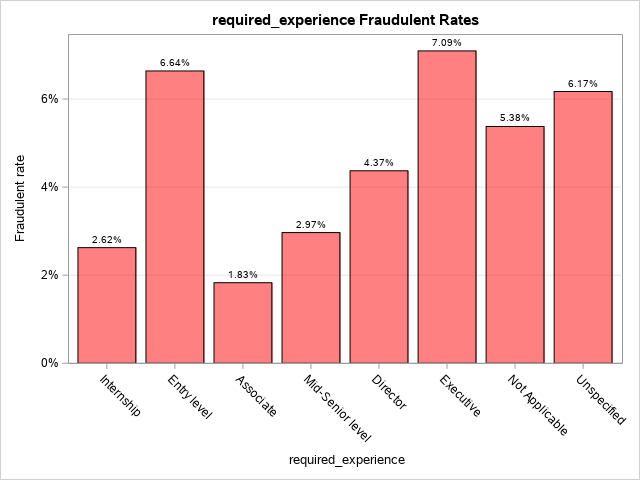 required_experience Fraudulent Rates
7.09%
6.64%
6.17%
5.38%
4.37%
2.97%
2.62%
1.83%
6%
4%
2%
0%
Fraudulent rate
Internship
Entry level
Associate
Mid-Senior level
Director
Executive
Not Applicable
Unspecified
required_experience